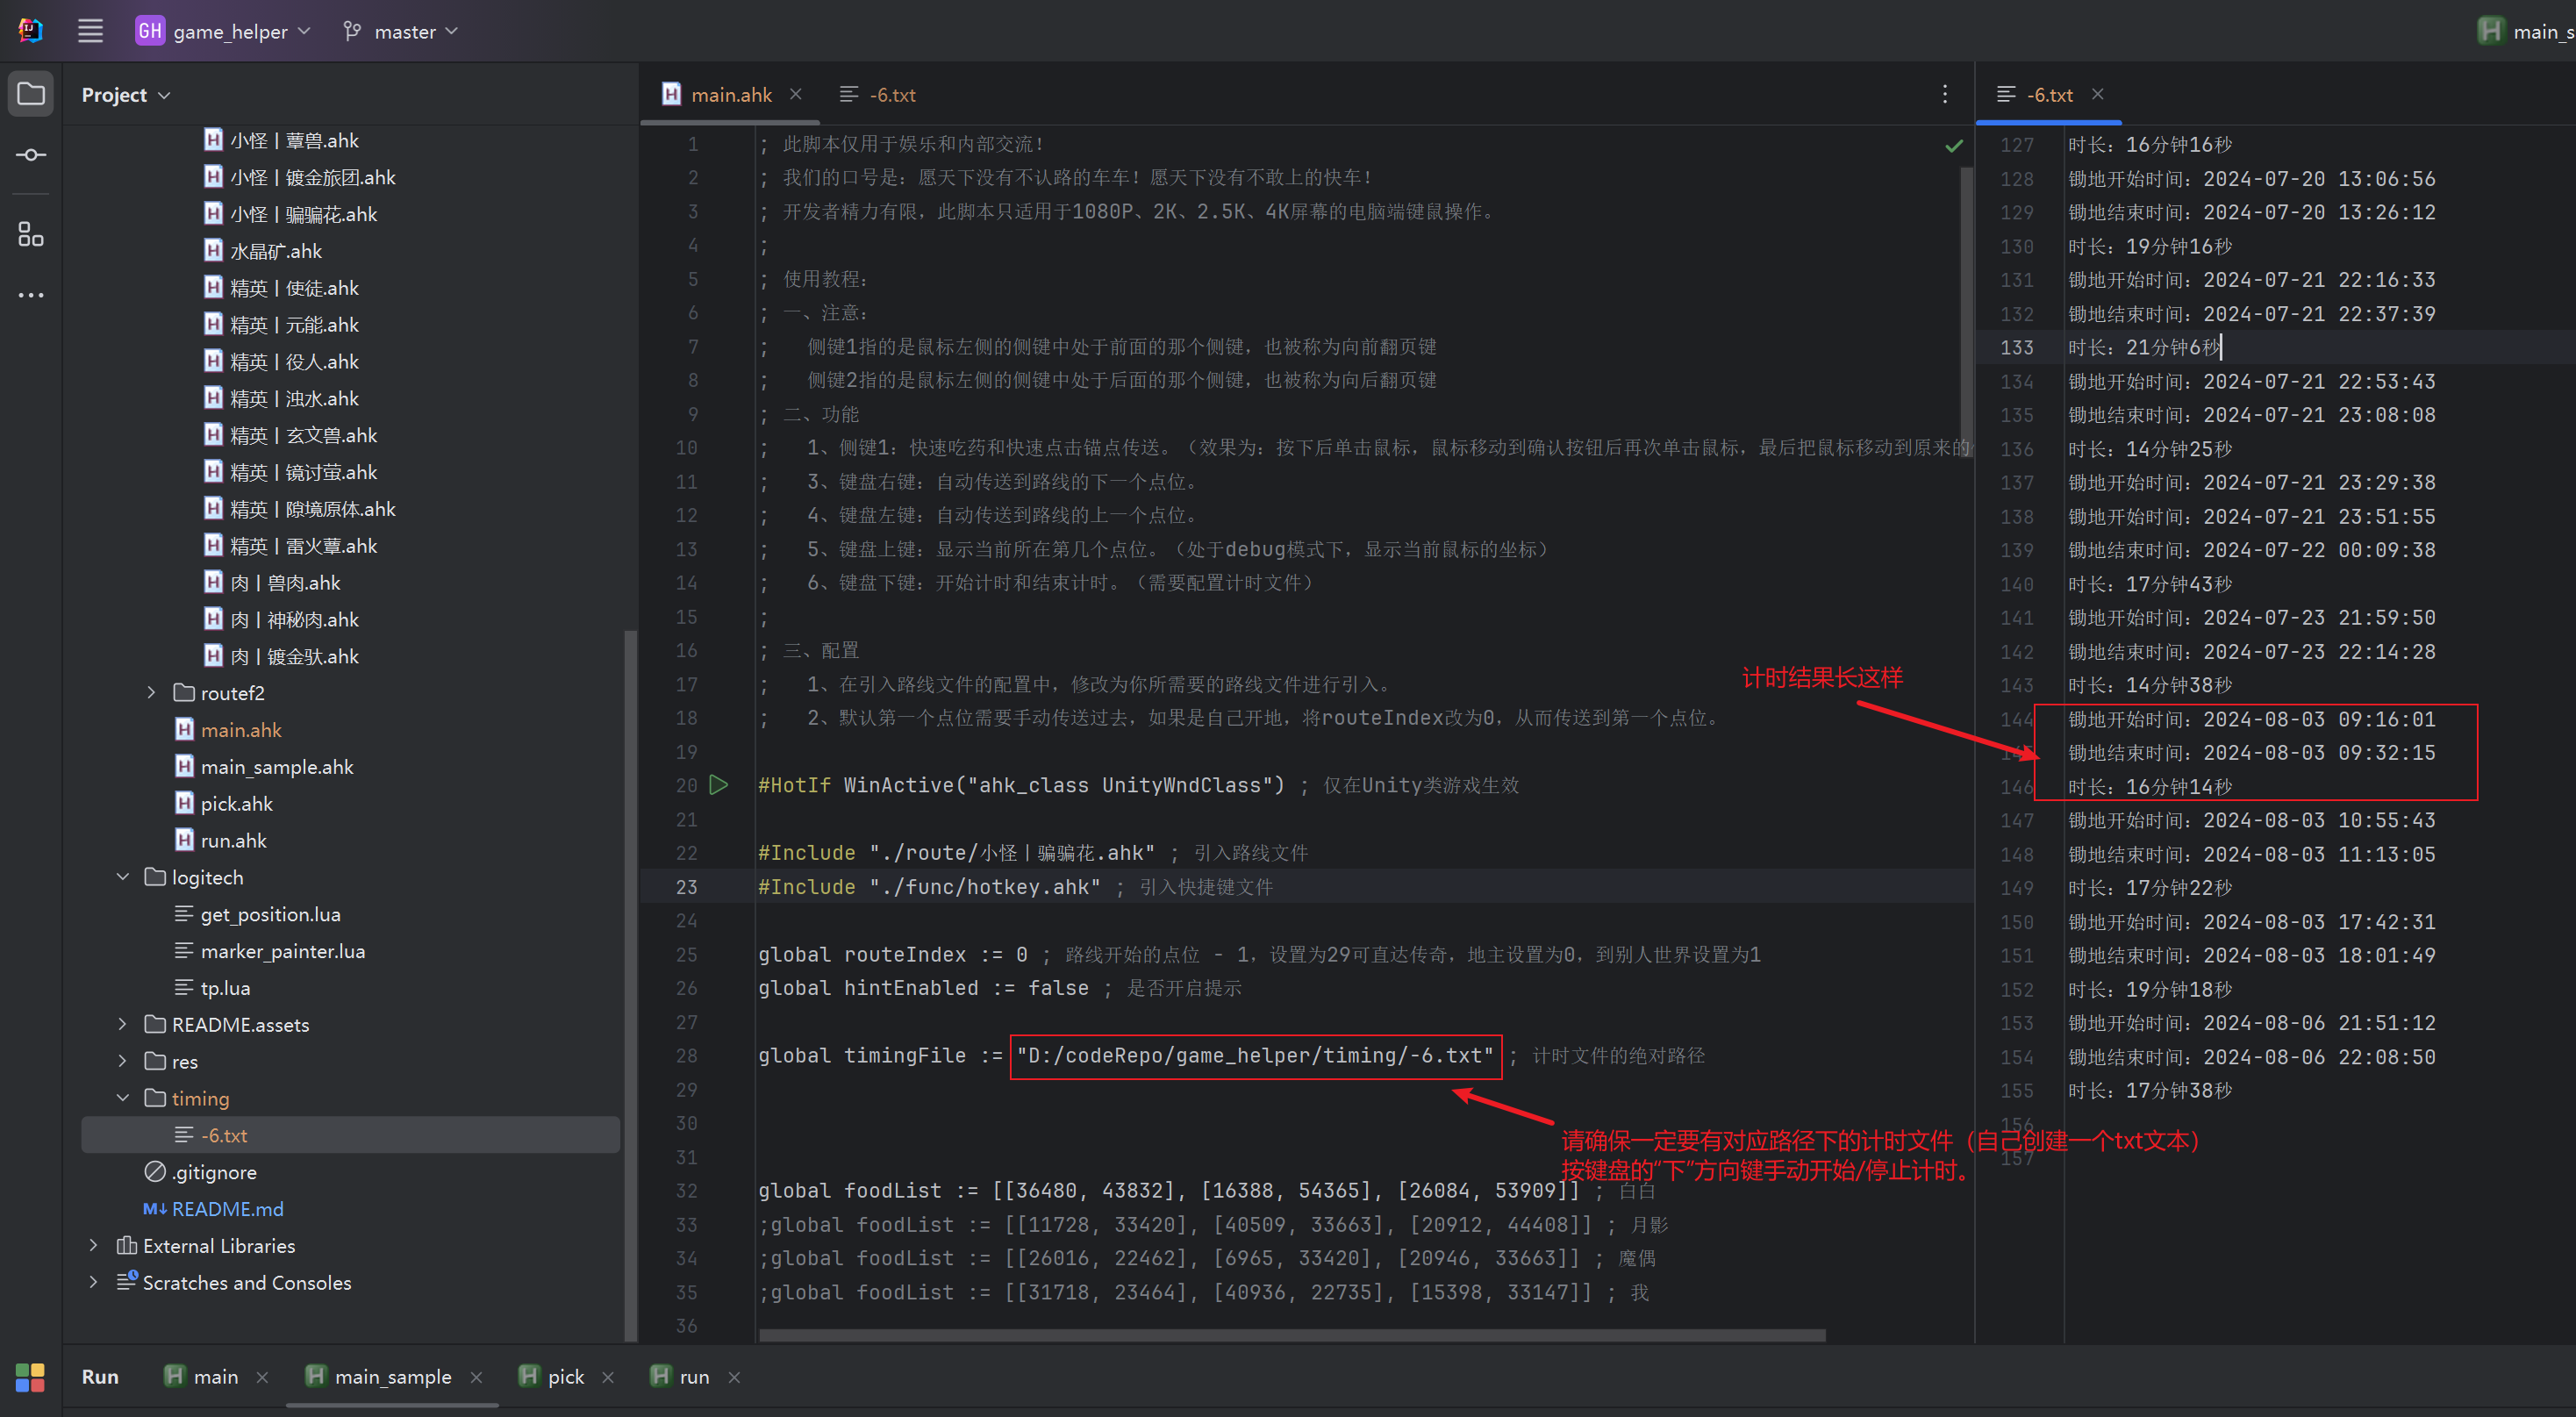 GH game_helper
master
main_s
Project
小怪丨蕈兽.ahk
小怪丨镀金旅团.ahk
小怪丨骗骗花.ahk
水晶矿.ahk
精英丨使徒.ahk
精英丨元能.ahk
精英丨役人.ahk
精英丨浊水.ahk
精英丨玄文兽.ahk
精英丨镜讨萤.ahk
精英丨隙境原体.ahk
精英丨雷火蕈.ahk
肉丨兽肉.ahk
肉丨神秘肉.ahk
肉丨镀金驮.ahk
routef2
main.ahk
main_sample.ahk
pick.ahk
run.ahk
logitech
get_position.lua
marker_painter.lua
tp.lua
README.assets
res
timing
-6.txt
.gitignore
README.md
External Libraries
Scratches and Consoles
main.ahk
-6.txt
1 ; 此脚本仅用于娱乐和内部交流！
2 ; 我们的口号是：愿天下没有不认路的车车！愿天下没有不敢上的快车！
3 ; 开发者精力有限，此脚本只适用于1080P、2K、2.5K、4K屏幕的电脑端键鼠操作。
4 ;
5 ; 使用教程：
6 ; 一、注意：
7 ; 侧键1指的是鼠标左侧的侧键中处于前面的那个侧键，也被称为向前翻页键
8 ; 侧键2指的是鼠标左侧的侧键中处于后面的那个侧键，也被称为向后翻页键
9 ; 二、功能
10 ; 1、侧键1：快速吃药和快速点击锚点传送。（效果为：按下后单击鼠标，鼠标移动到确认按钮后再次单击鼠标，最后把鼠标移动到原来的
11 ; 3、键盘右键：自动传送到路线的下一个点位。
12 ; 4、键盘左键：自动传送到路线的上一个点位。
13 ; 5、键盘上键：显示当前所在第几个点位。（处于debug模式下，显示当前鼠标的坐标）
14 ; 6、键盘下键：开始计时和结束计时。（需要配置计时文件）
15 ;
16 ; 三、配置
17 ; 1、在引入路线文件的配置中，修改为你所需要的路线文件进行引入。
18 ; 2、默认第一个点位需要手动传送过去，如果是自己开地，将routeIndex改为0，从而传送到第一个点位。
19
20 #HotIf WinActive("ahk_class UnityWndClass") ; 仅在Unity类游戏生效
21
22 #Include "./route/小怪丨骗骗花.ahk" ; 引入路线文件
23 #Include "./func/hotkey.ahk" ; 引入快捷键文件
24
25 global routeIndex := 0 ; 路线开始的点位 - 1，设置为29可直达传奇，地主设置为0，到别人世界设置为1
26 global hintEnabled := false ; 是否开启提示
27
28 global timingFile := "D:/codeRepo/game_helper/timing/-6.txt" ; 计时文件的绝对路径
29
30
31
32 global foodList := [[36480, 43832], [16388, 54365], [26084, 53909]] ; 白白
33 ;global foodList := [[11728, 33420], [40509, 33663], [20912, 44408]] ; 月影
34 ;global foodList := [[26016, 22462], [6965, 33420], [20946, 33663]] ; 魔偶
35 ;global foodList := [[31718, 23464], [40936, 22735], [15398, 33147]] ; 我
36
计时结果长这样
请确保一定要有对应路径下的计时文件（自己创建一个txt文本）
按键盘的“下”方向键手动开始/停止计时。
-6.txt
127 时长：16分钟16秒
128 锄地开始时间：2024-07-20 13:06:56
129 锄地结束时间：2024-07-20 13:26:12
130 时长：19分钟16秒
131 锄地开始时间：2024-07-21 22:16:33
132 锄地结束时间：2024-07-21 22:37:39
133 时长：21分钟6秒
134 锄地开始时间：2024-07-21 22:53:43
135 锄地结束时间：2024-07-21 23:08:08
136 时长：14分钟25秒
137 锄地开始时间：2024-07-21 23:29:38
138 锄地开始时间：2024-07-21 23:51:55
139 锄地结束时间：2024-07-22 00:09:38
140 时长：17分钟43秒
141 锄地开始时间：2024-07-23 21:59:50
142 锄地结束时间：2024-07-23 22:14:28
143 时长：14分钟38秒
144 锄地开始时间：2024-08-03 09:16:01
145 锄地结束时间：2024-08-03 09:32:15
146 时长：16分钟14秒
147 锄地开始时间：2024-08-03 10:55:43
148 锄地结束时间：2024-08-03 11:13:05
149 时长：17分钟22秒
150 锄地开始时间：2024-08-03 17:42:31
151 锄地结束时间：2024-08-03 18:01:49
152 时长：19分钟18秒
153 锄地开始时间：2024-08-06 21:51:12
154 锄地结束时间：2024-08-06 22:08:50
155 时长：17分钟38秒
156
157
Run
main
main_sample
pick
run